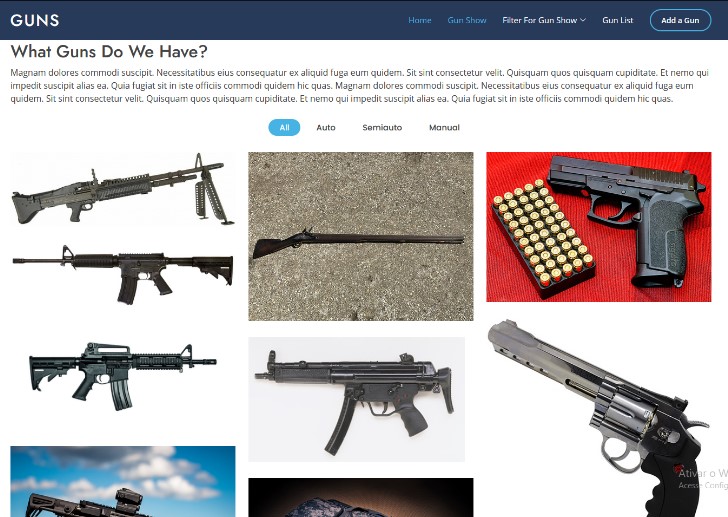 GUNS
Home Gun Show Filter For Gun Show Gun List Add a Gun
What Guns Do We Have?
Magnam dolores commodi suscipit. Necessitatibus eius consequatur ex aliquid fuga eum quidem. Sit sint consectetur velit. Quisquam quos quisquam cupiditate. Et nemo qui
impedit suscipit alias ea. Quia fugiat sit in iste officiis commodi quidem hic quas. Magnam dolores commodi suscipit. Necessitatibus eius consequatur ex aliquid fuga eum
quidem. Sit sint consectetur velit. Quisquam quos quisquam cupiditate. Et nemo qui impedit suscipit alias ea. Quia fugiat sit in iste officiis commodi quidem hic quas.
All Auto Semiauto Manual
Ativar o W
Acesse Config